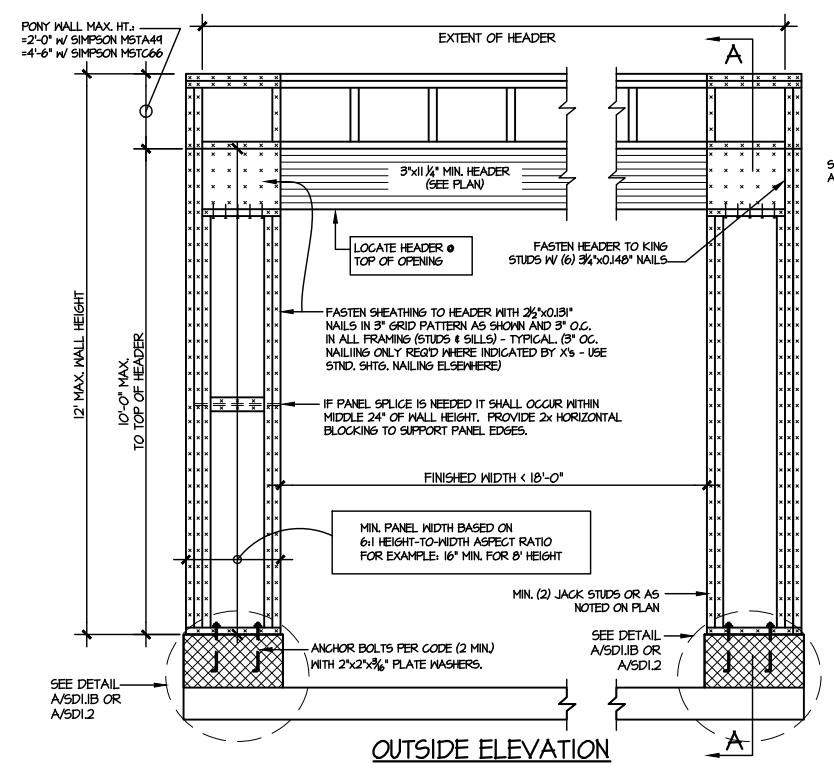 PONY WALL MAX. HT.:
=2'-0" W/ SIMPSON MSTA49
=4'-6" W/ SIMPSON MSTC66
EXTENT OF HEADER
A
3"x11 1/4" MIN. HEADER
(SEE PLAN)
LOCATE HEADER @
TOP OF OPENING
FASTEN HEADER TO KING
STUDS W/ (6) 3 1/4"x0.148" NAILS
12' MAX. WALL HEIGHT
10'-0" MAX.
TO TOP OF HEADER
FASTEN SHEATHING TO HEADER WITH 2 1/2"x0.131"
NAILS IN 3" GRID PATTERN AS SHOWN AND 3" O.C.
IN ALL FRAMING (STUDS & SILLS) - TYPICAL. (3" OC.
NAILIING ONLY REQ'D WHERE INDICATED BY X's - USE
STND. SHTG. NAILING ELSEWHERE)
IF PANEL SPLICE IS NEEDED IT SHALL OCCUR WITHIN
MIDDLE 24" OF WALL HEIGHT. PROVIDE 2x HORIZONTAL
BLOCKING TO SUPPORT PANEL EDGES.
FINISHED WIDTH < 18'-0"
MIN. PANEL WIDTH BASED ON
6:1 HEIGHT-TO-WIDTH ASPECT RATIO
FOR EXAMPLE: 16" MIN. FOR 8' HEIGHT
MIN. (2) JACK STUDS OR AS
NOTED ON PLAN
ANCHOR BOLTS PER CODE (2 MIN.)
WITH 2"x2"x3/16" PLATE WASHERS.
SEE DETAIL
A/SD1.1B OR
A/SD1.2
SEE DETAIL
A/SD1.1B OR
A/SD1.2
A
OUTSIDE ELEVATION